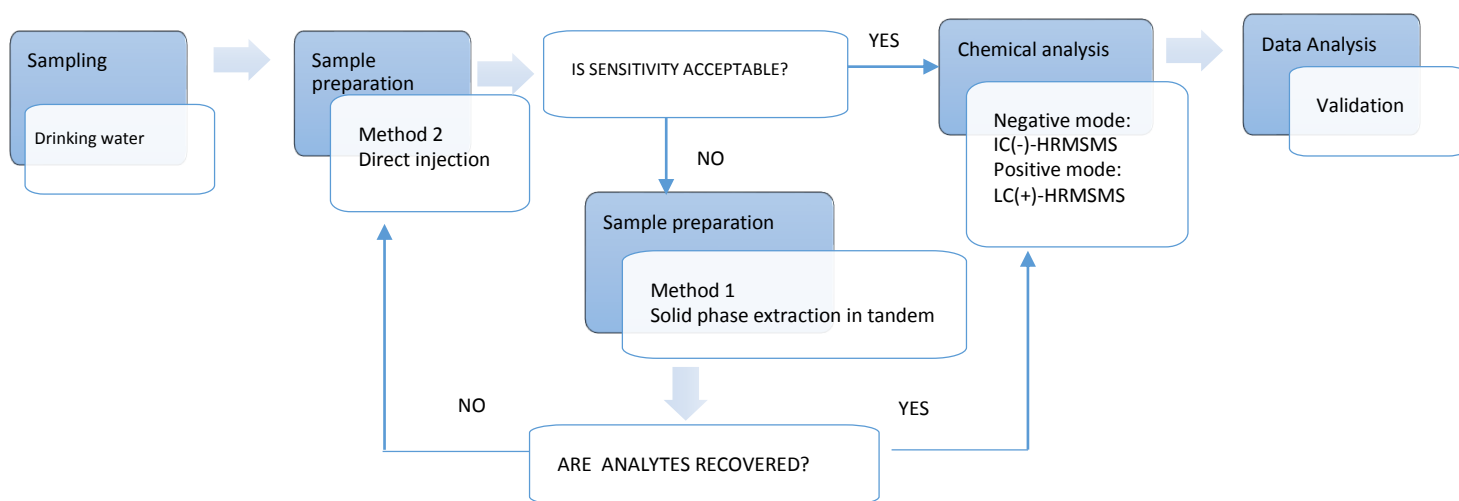 Sampling
Drinking water
Sample
preparation
Method 2
Direct injection
IS SENSITIVITY ACCEPTABLE?
YES
NO
Chemical analysis
Negative mode:
IC(-)-HRMSMS
Positive mode:
LC(+)-HRMSMS
Data Analysis
Validation
Sample preparation
Method 1
Solid phase extraction in tandem
NO
YES
ARE ANALYTES RECOVERED?